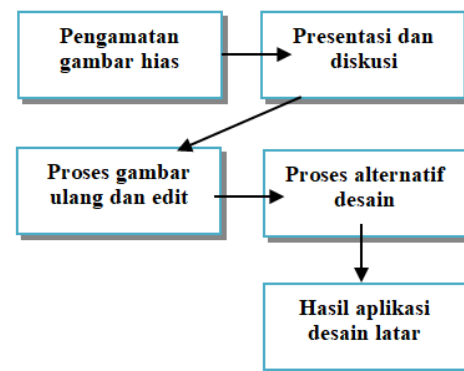 Pengamatan
gambar hias
Presentasi dan
diskusi
Proses gambar
ulang dan edit
Proses alternatif
desain
Hasil aplikasi
desain latar